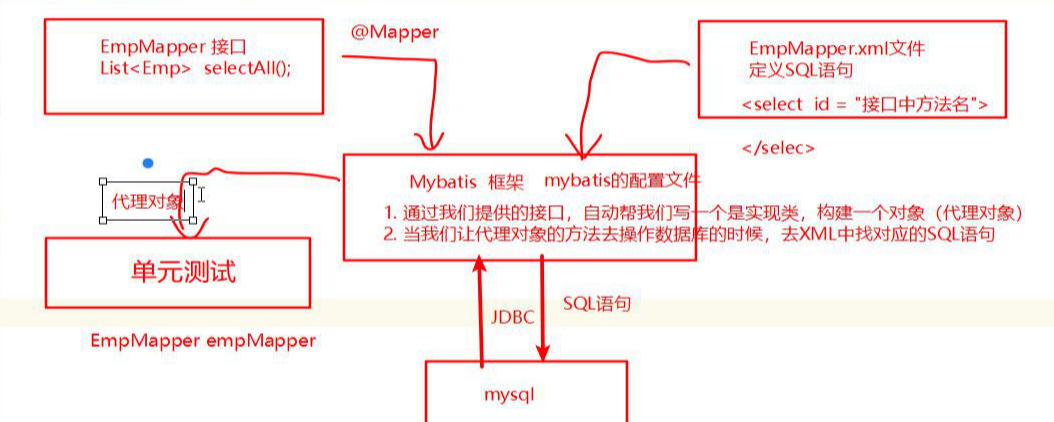 EmpMapper 接口
List<Emp> selectAll();
@Mapper
EmpMapper.xml文件
定义SQL语句
<select id = "接口中方法名">
</selec>
代理对象
Mybatis 框架 mybatis的配置文件
1. 通过我们提供的接口，自动帮我们写一个是实现类，构建一个对象（代理对象）
2. 当我们让代理对象的方法去操作数据库的时候，去XML中找对应的SQL语句
单元测试
EmpMapper empMapper
JDBC
SQL语句
mysql